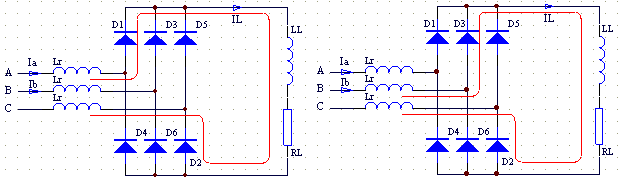 D1 D3 D5 IL LL
Ia Lr
A
Ib Lr
B
Lr
C
D4 D6 D2 RL
D1 D3 D5 IL LL
Ia Lr
A
Ib Lr
B
Lr
C
D4 D6 D2 RL